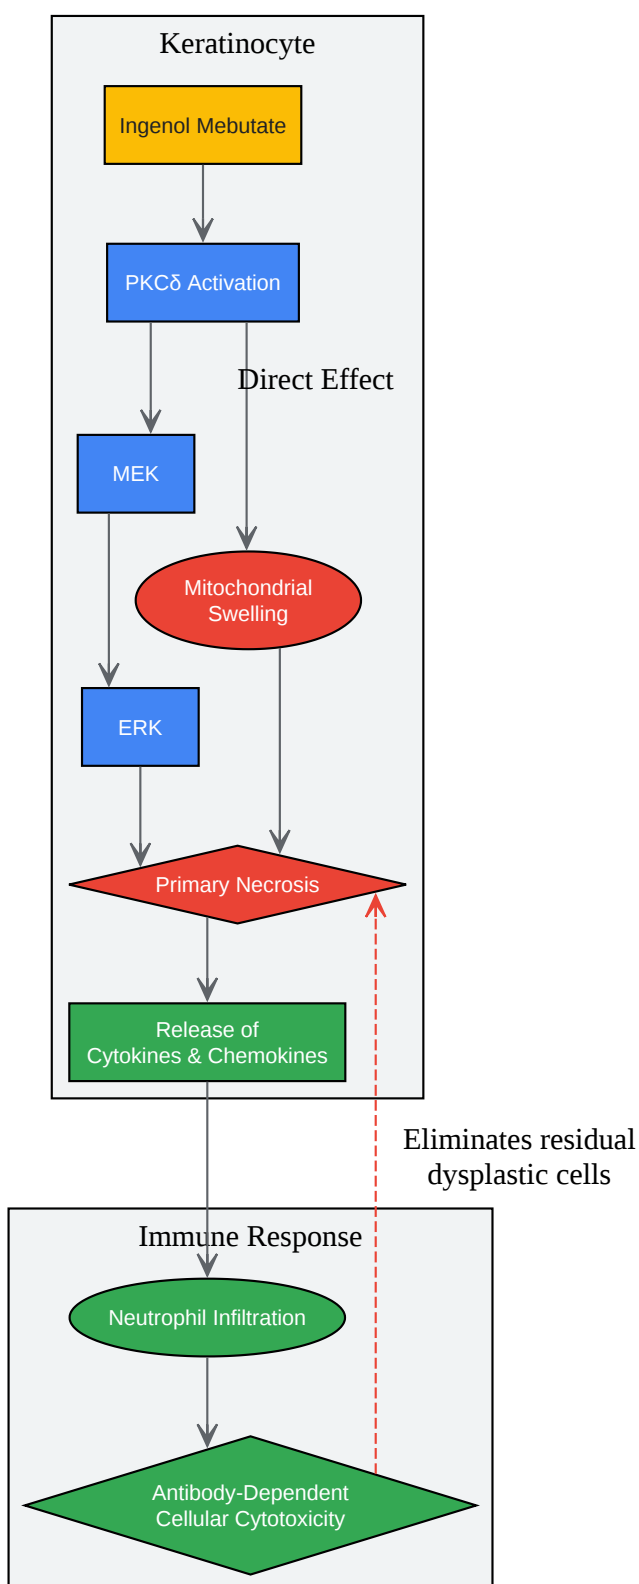 Keratinocyte
Ingenol Mebutate
PKCδ Activation
Direct Effect
MEK
Mitochondrial
Swelling
ERK
Primary Necrosis
Release of
Cytokines & Chemokines
Eliminates residual
dysplastic cells
Immune Response
Neutrophil Infiltration
Antibody-Dependent
Cellular Cytotoxicity